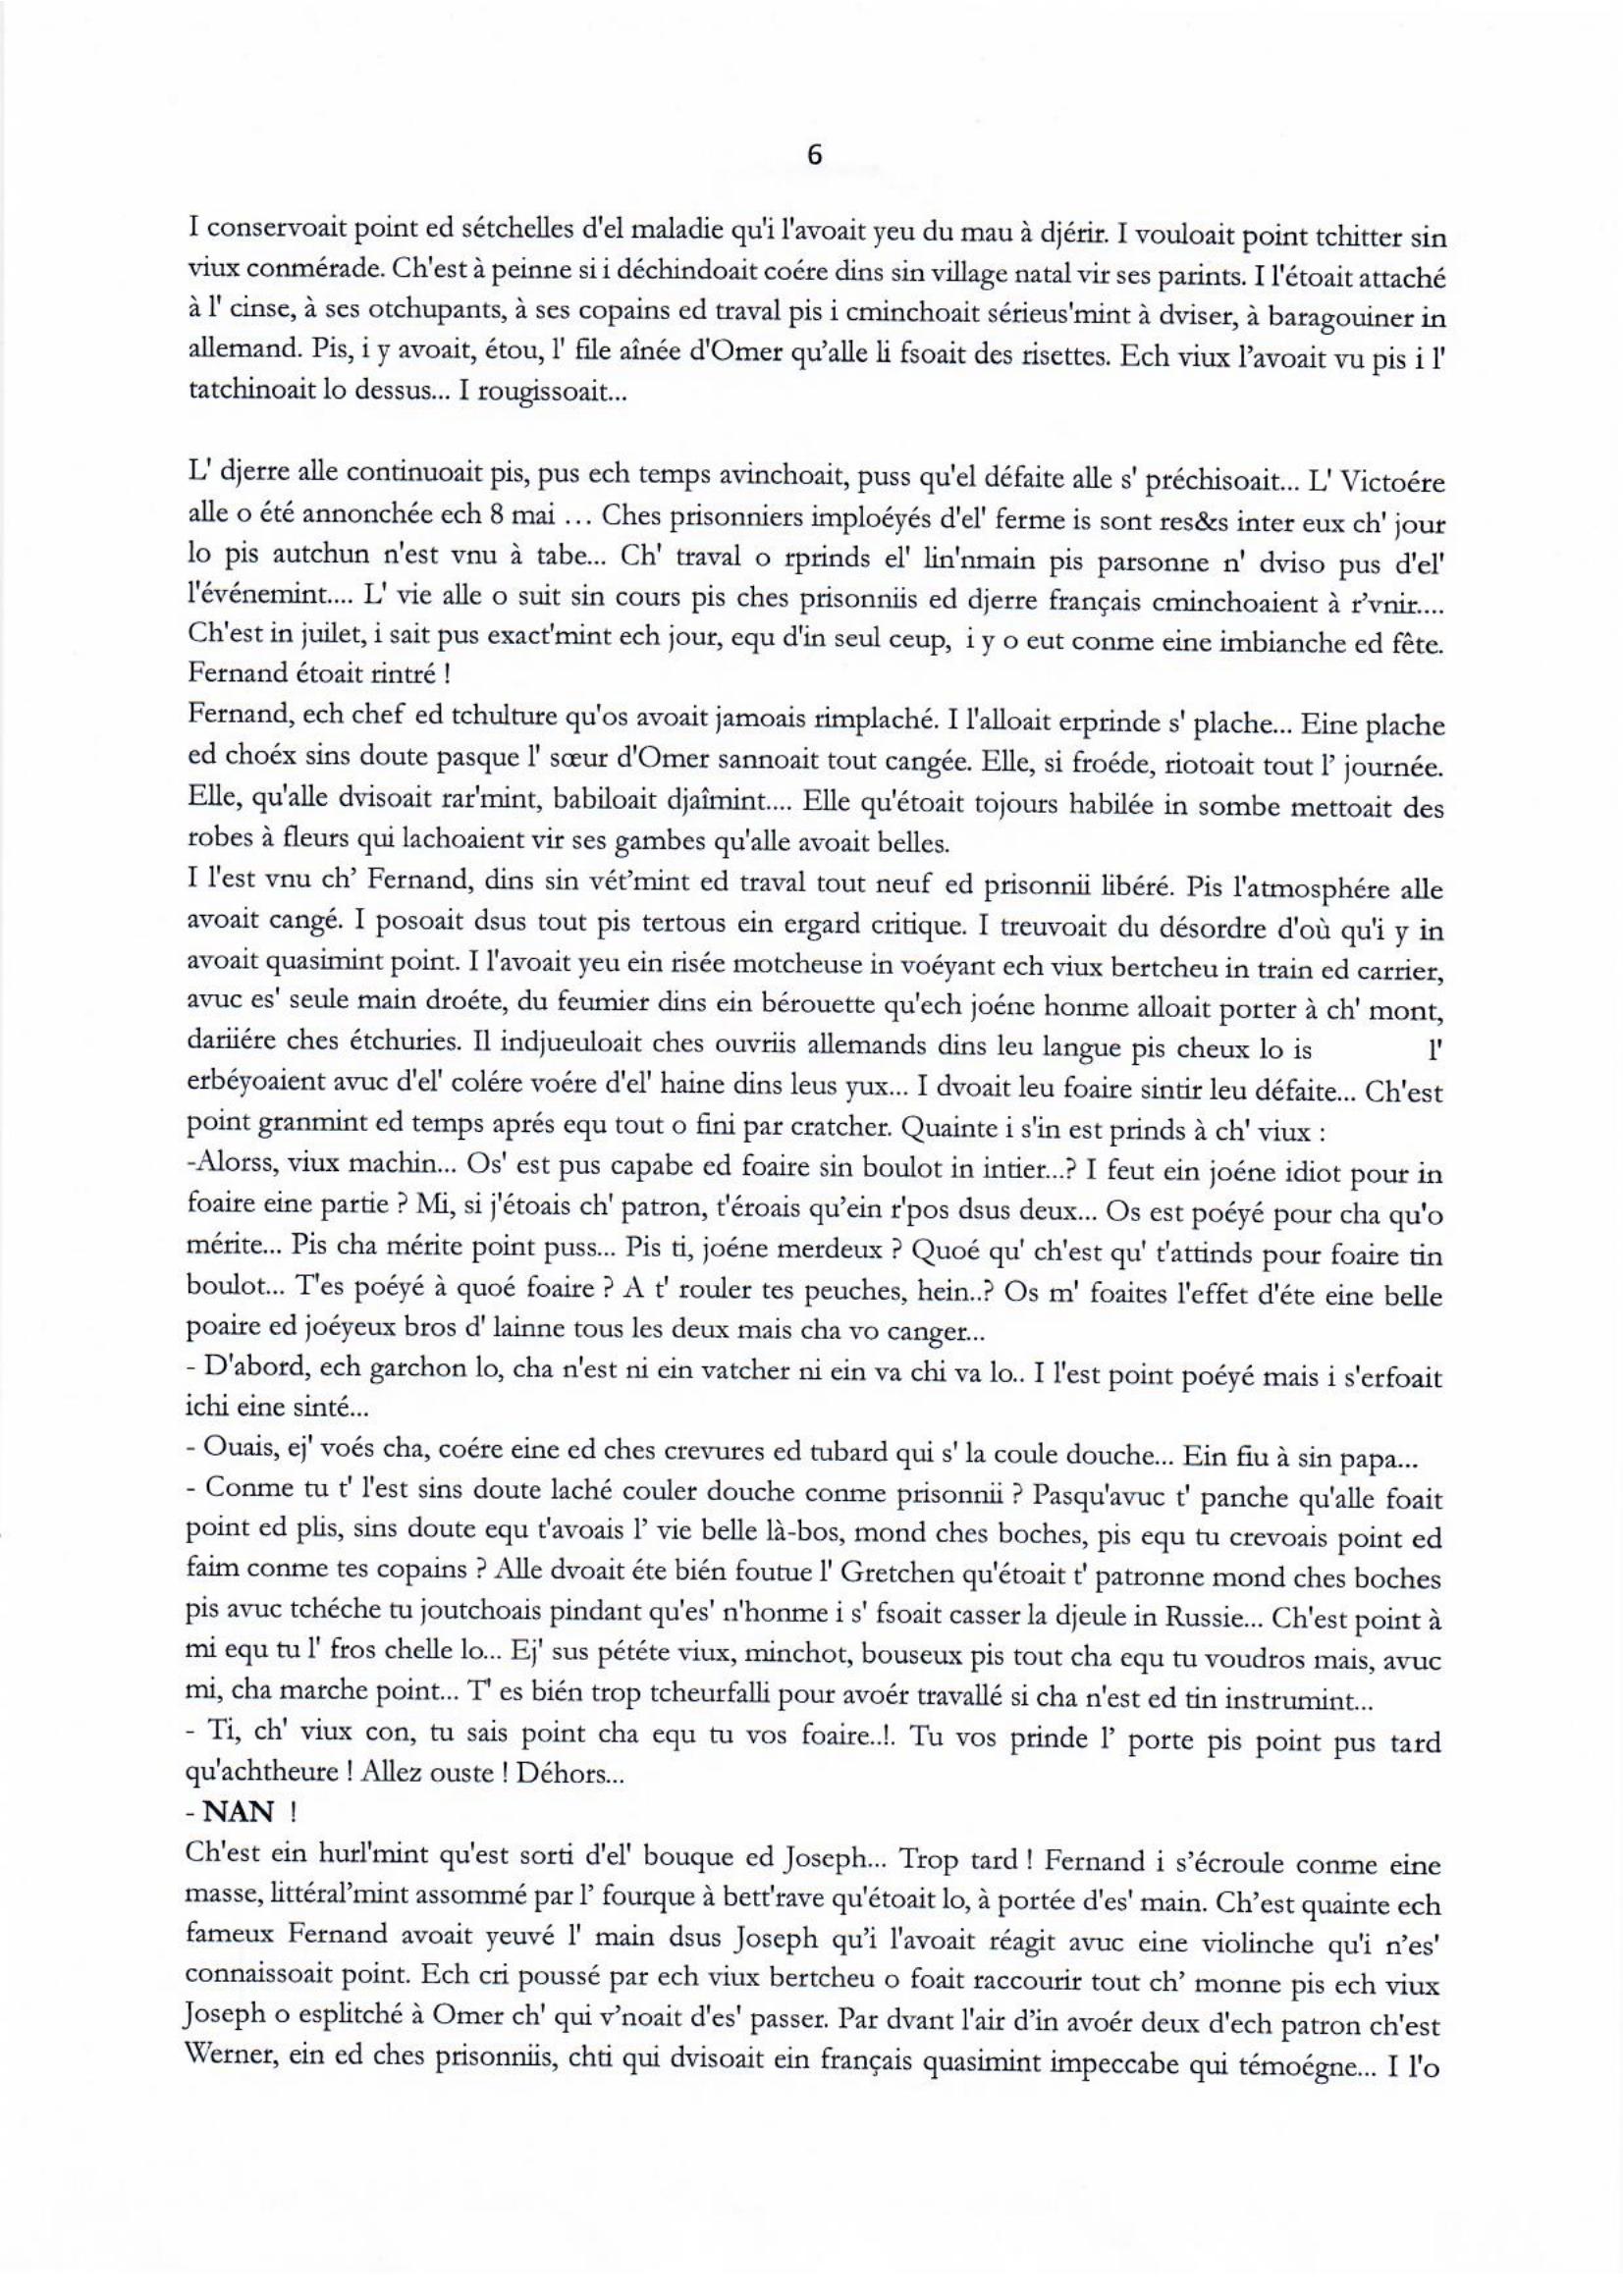 6
I conservoait point ed sétchelles d'el maladie qu'i l'avoait yeu du mau à djérir. I vouloait point tchitter sin
viux conmérade. Ch'est à peinne si i déchindoait coére dins sin village natal vir ses parints. I l'étoait attaché
à l' cinse, à ses otchupants, à ses copains ed traval pis i cminchoait sérieus'mint à dviser, à baragouiner in
allemand. Pis, i y avoait, étou, l' file aînée d'Omer qu’alle li fsoait des risettes. Ech viux l’avoait vu pis i l'
tatchinoait lo dessus... I rougissoait...
L' djerre alle continuoait pis, pus ech temps avinchoait, puss qu'el défaite alle s' préchisoait... L' Victoére
alle o été annonchée ech 8 mai … Ches prisonniers imploéyés d'el' ferme is sont res&s inter eux ch' jour
lo pis autchun n'est vnu à tabe... Ch' traval o rprinds el' lin'nmain pis parsonne n' dviso pus d'el'
l'événemint.... L' vie alle o suit sin cours pis ches prisonniis ed djerre français cminchoaient à r’vnir....
Ch'est in juilet, i sait pus exact'mint ech jour, equ d'in seul ceup, i y o eut conme eine imbianche ed fête.
Fernand étoait rintré !
Fernand, ech chef ed tchulture qu'os avoait jamoais rimplaché. I l'alloait erprinde s' plache... Eine plache
ed choéx sins doute pasque l' sœur d'Omer sannoait tout cangée. Elle, si froéde, riotoait tout l’ journée.
Elle, qu'alle dvisoait rar'mint, babiloait djaîmint.... Elle qu'étoait tojours habilée in sombe mettoait des
robes à fleurs qui lachoaient vir ses gambes qu'alle avoait belles.
I l'est vnu ch’ Fernand, dins sin vét’mint ed traval tout neuf ed prisonnii libéré. Pis l'atmosphére alle
avoait cangé. I posoait dsus tout pis tertous ein ergard critique. I treuvoait du désordre d'où qu'i y in
avoait quasimint point. I l'avoait yeu ein risée motcheuse in voéyant ech viux bertcheu in train ed carrier,
avuc es' seule main droéte, du feumier dins ein bérouette qu'ech joéne honme alloait porter à ch' mont,
dariiére ches étchuries. Il indjueuloait ches ouvriis allemands dins leu langue pis cheux lo is l'
erbéyoaient avuc d'el' colére voére d'el' haine dins leus yux... I dvoait leu foaire sintir leu défaite... Ch'est
point granmint ed temps aprés equ tout o fini par cratcher. Quainte i s'in est prinds à ch' viux :
-Alorss, viux machin... Os' est pus capabe ed foaire sin boulot in intier...? I feut ein joéne idiot pour in
foaire eine partie ? Mi, si j'étoais ch' patron, t'éroais qu’ein r'pos dsus deux... Os est poéyé pour cha qu'o
mérite... Pis cha mérite point puss... Pis ti, joéne merdeux ? Quoé qu' ch'est qu' t'attinds pour foaire tin
boulot... T'es poéyé à quoé foaire ? A t' rouler tes peuches, hein..? Os m' foaites l'effet d'éte eine belle
poaire ed joéyeux bros d' lainne tous les deux mais cha vo canger...
- D'abord, ech garchon lo, cha n'est ni ein vatcher ni ein va chi va lo.. I l'est point poéyé mais i s'erfoait
ichi eine sinté...
- Ouais, ej' voés cha, coére eine ed ches crevures ed tubard qui s' la coule douche... Ein fiu à sin papa...
- Conme tu t' l'est sins doute laché couler douche conme prisonnii ? Pasqu'avuc t' panche qu'alle foait
point ed plis, sins doute equ t'avoais l’ vie belle là-bos, mond ches boches, pis equ tu crevoais point ed
faim conme tes copains ? Alle dvoait éte bién foutue l' Gretchen qu'étoait t' patronne mond ches boches
pis avuc tchéche tu joutchoais pindant qu'es' n'honme i s' fsoait casser la djeule in Russie... Ch'est point à
mi equ tu l' fros chelle lo... Ej' sus pététe viux, minchot, bouseux pis tout cha equ tu voudros mais, avuc
mi, cha marche point... T' es bién trop tcheurfalli pour avoér travallé si cha n'est ed tin instrumint...
- Ti, ch' viux con, tu sais point cha equ tu vos foaire..!. Tu vos prinde l’ porte pis point pus tard
qu'achtheure ! Allez ouste ! Déhors...
- NAN !
Ch'est ein hurl'mint qu'est sorti d'el' bouque ed Joseph... Trop tard ! Fernand i s’écroule conme eine
masse, littéral’mint assommé par l’ fourque à bett'rave qu'étoait lo, à portée d'es' main. Ch’est quainte ech
fameux Fernand avoait yeuvé l' main dsus Joseph qu’i l'avoait réagit avuc eine violinche qu'i n’es'
connaissoait point. Ech cri poussé par ech viux bertcheu o foait raccourir tout ch’ monne pis ech viux
Joseph o esplitché à Omer ch' qui v’noait d'es' passer. Par dvant l'air d’in avoér deux d'ech patron ch'est
Werner, ein ed ches prisonniis, chti qui dvisoait ein français quasimint impeccabe qui témoégne... I l'o